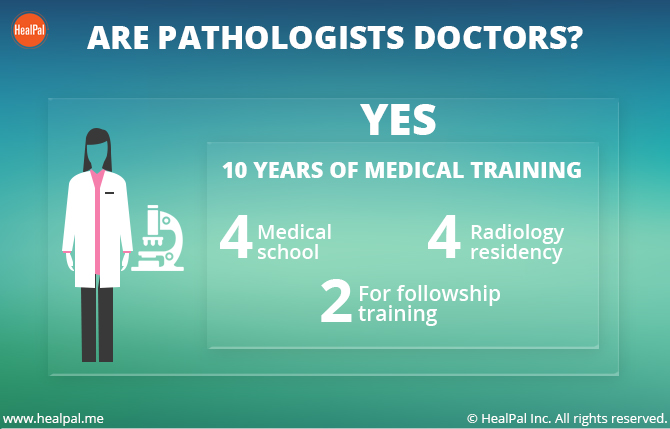 HealPal
ARE PATHOLOGISTS DOCTORS?
YES
10 YEARS OF MEDICAL TRAINING
4 Medical
school
4 Radiology
residency
2 For followship
training
www.healpal.me
© HealPal Inc. All rights reserved.